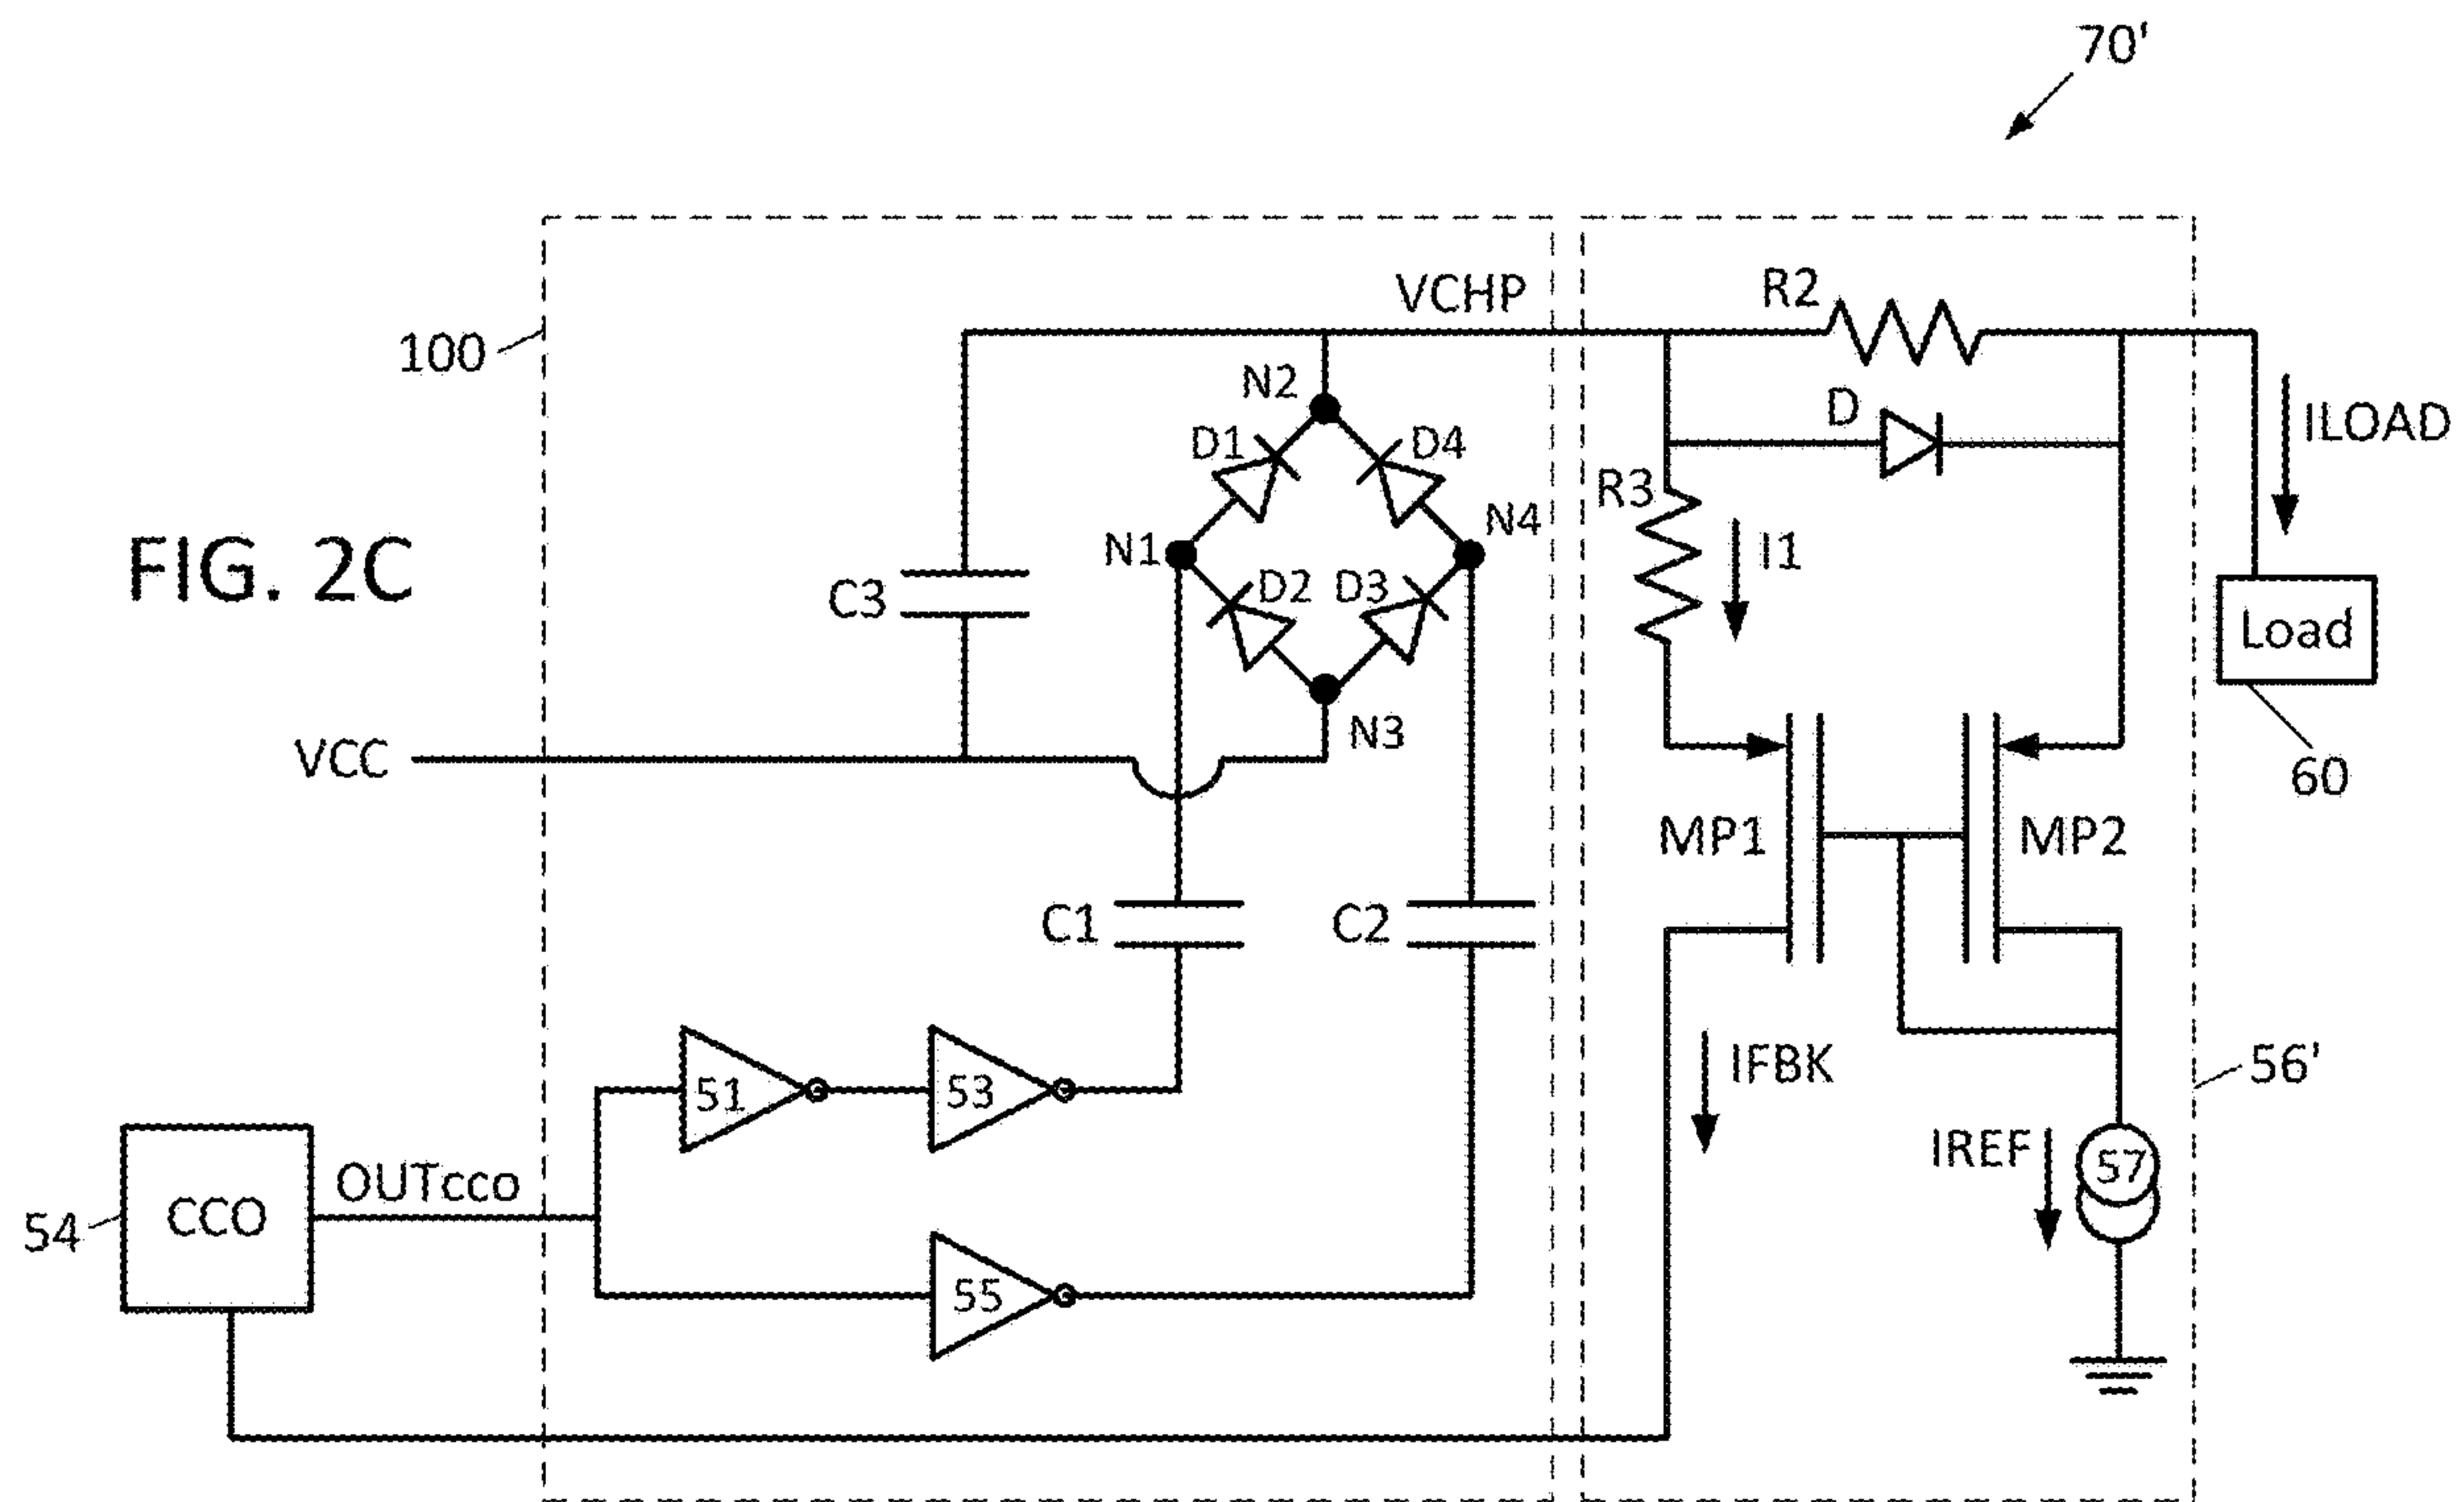 70'
VCHP
R2
100
N2
D1
D4
D
ILOAD
R3
N4
FIG. 2C
N1
I1
C3
D2
D3
Load
N3
VCC
60
MP1
MP2
C1
C2
51
53
IFBK
56'
IREF
57
OUTcco
54
CCO
55